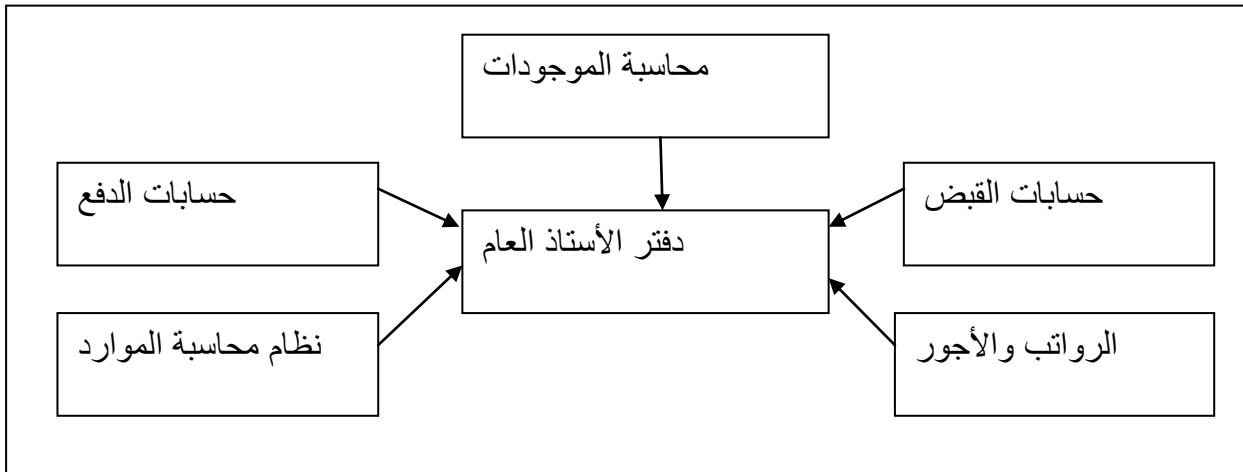 محاسبة الموجودات
حسابات القبض
حسابات الدفع
دفتر الأستاذ العام
الرواتب والأجور
نظام محاسبة الموارد